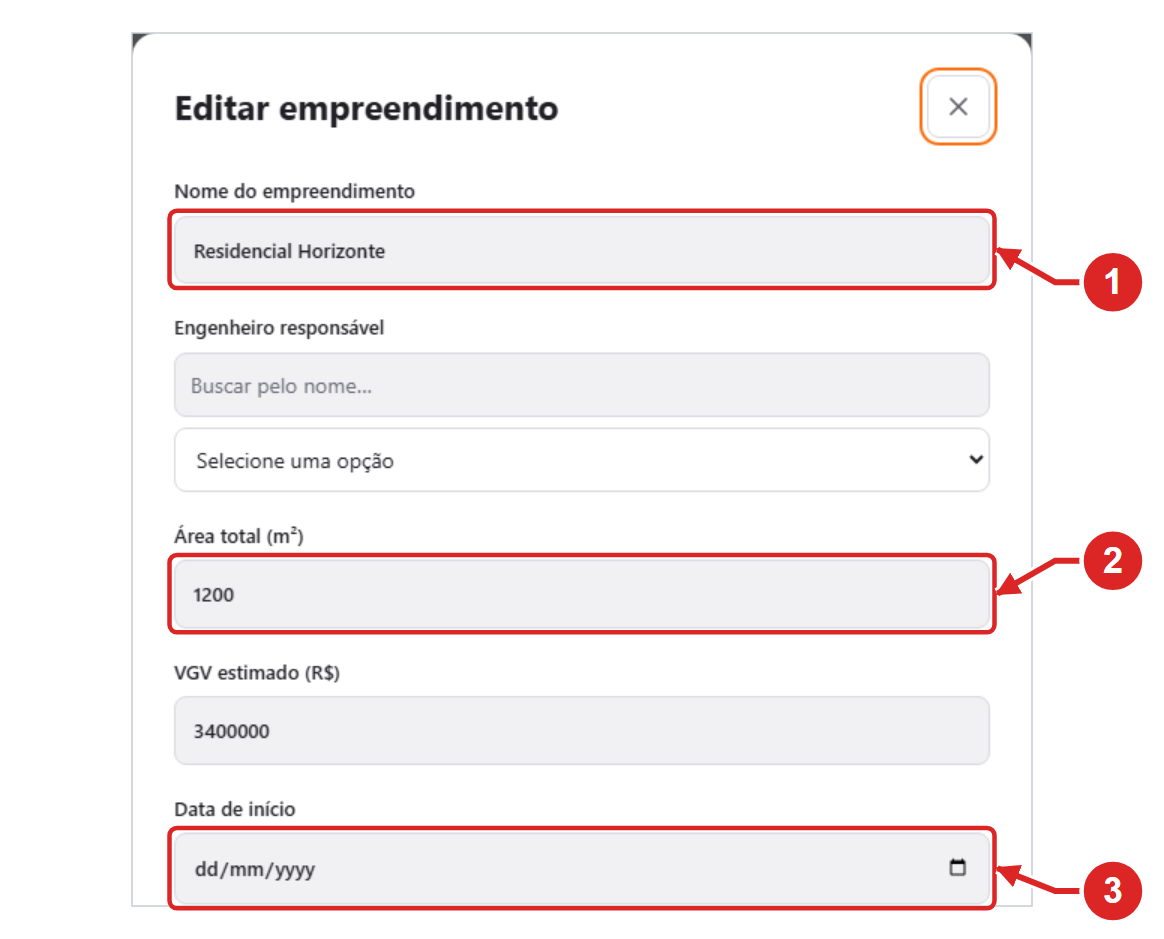 Editar empreendimento
Nome do empreendimento
Residencial Horizonte
1
Engenheiro responsável
Buscar pelo nome...
Selecione uma opção
Área total (m²)
2
1200
VGV estimado (R$)
3400000
Data de início
dd/mm/yyyy
3